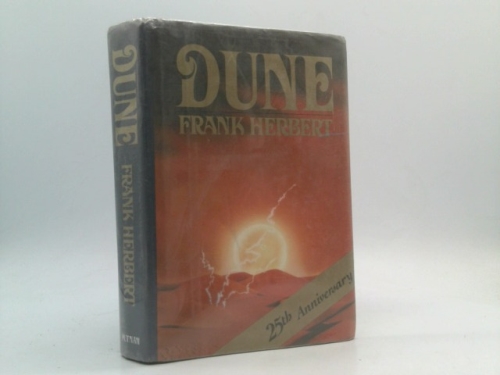 DUNE
FRANK HERBERT
25th Anniversary
DUNE
FRANK HERBERT